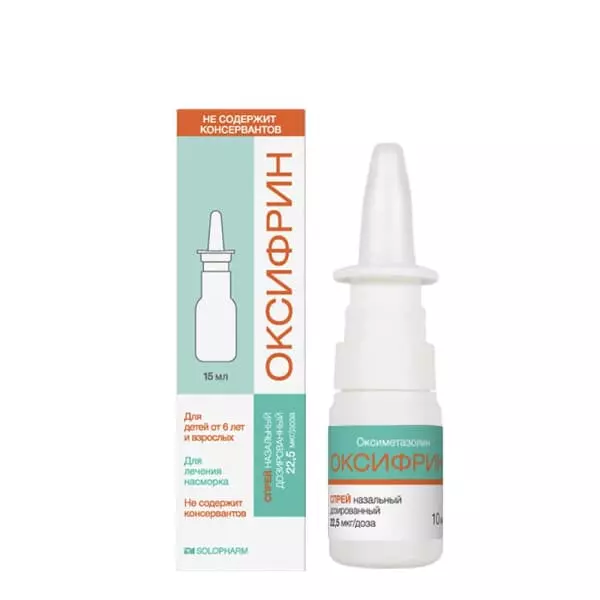 НЕ СОДЕРЖИТ
КОНСЕРВАНТОВ
ОКСИФРИН
15 мл
СПРЕЙ НАЗАЛЬНЫЙ
ДОЗИРОВАННЫЙ
22,5 мкг/доза
Для
детей от 6 лет
и взрослых
Для
лечения
насморка
Не содержит
консервантов
SOLOPHARM
Оксиметазолин
ОКСИФРИН
СПРЕЙ назальный
дозированный
22,5 мкг/доза
10